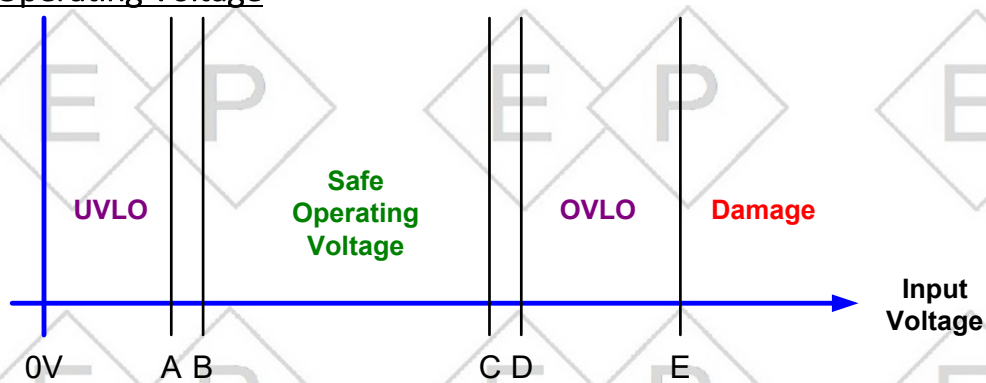 Operating Voltage
E P E P E
UVLO
Safe
Operating
Voltage
OVLO
Damage
Input
Voltage
0V A B C D E
E P E P E